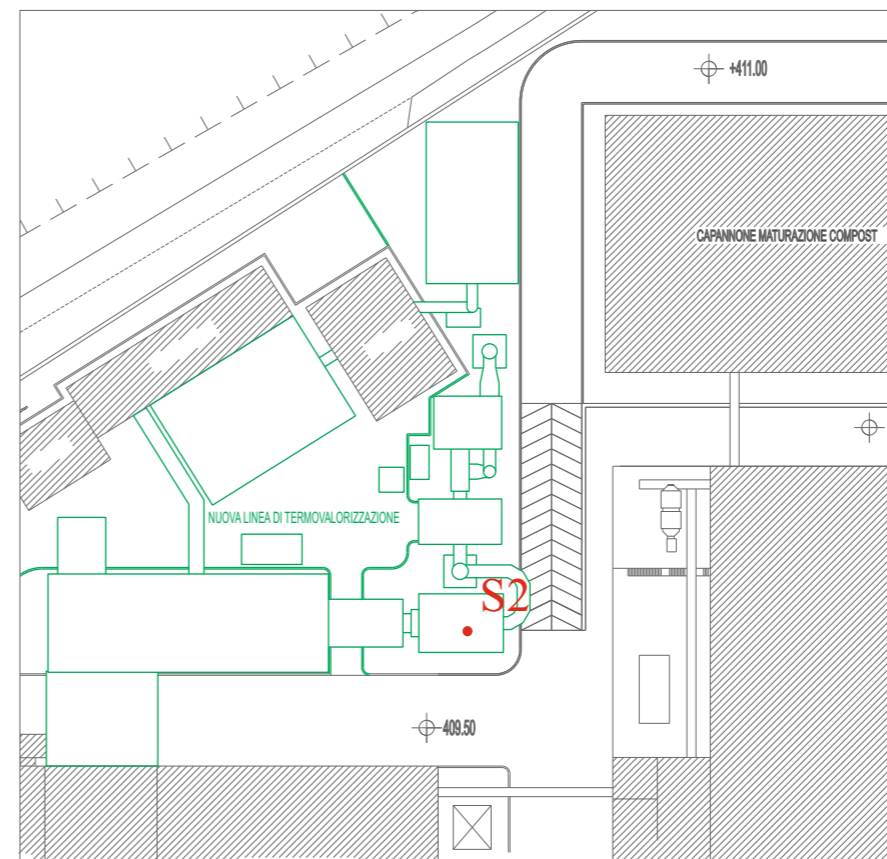 +411.00
CAPANNONE MATURAZIONE COMPOST
NUOVA LINEA DI TERMOVALORIZZAZIONE
S2
409.50